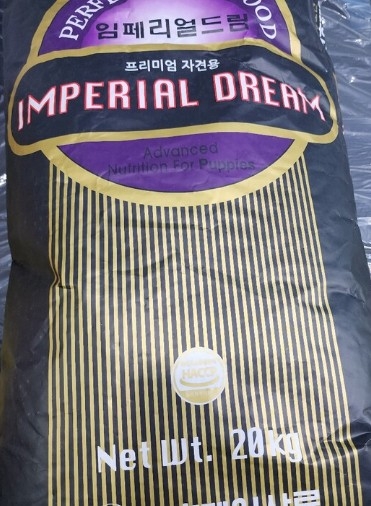 임페리얼드림
프리미엄 자견용
IMPERIAL DREAM
Advanced
Nutrition For Puppies
HACCP
Net Wt. 20kg